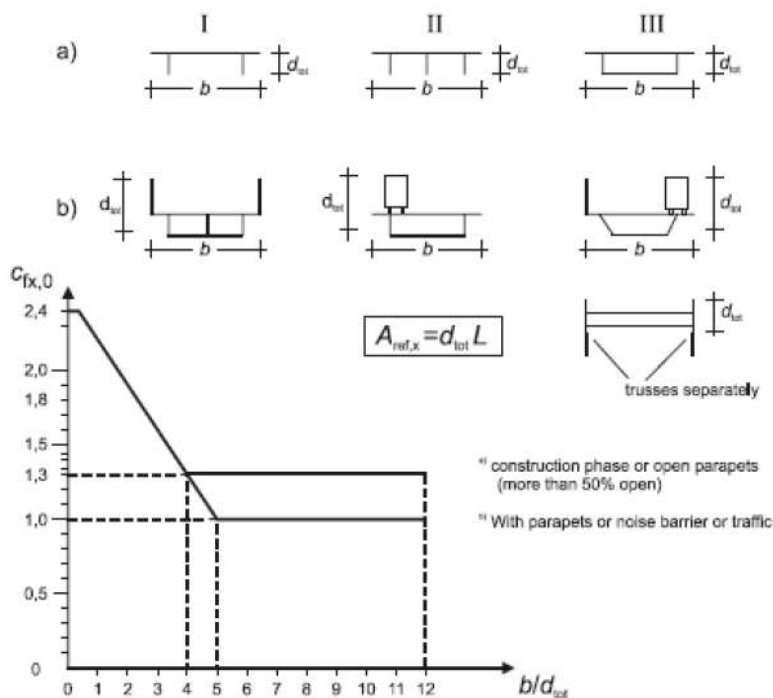 I II III
a) d_tot d_tot d_tot
b b b
b) d_tot d_tot d_tot
b b b
c_fx,0
2,4
A_ref,x = d_tot L
d_tot
2,0
trusses separately
1,8
1,5
a) construction phase or open parapets
(more than 50% open)
1,3
b) With parapets or noise barrier or traffic
1,0
0,5
0
0 1 2 3 4 5 6 7 8 9 10 11 12 b/d_tot